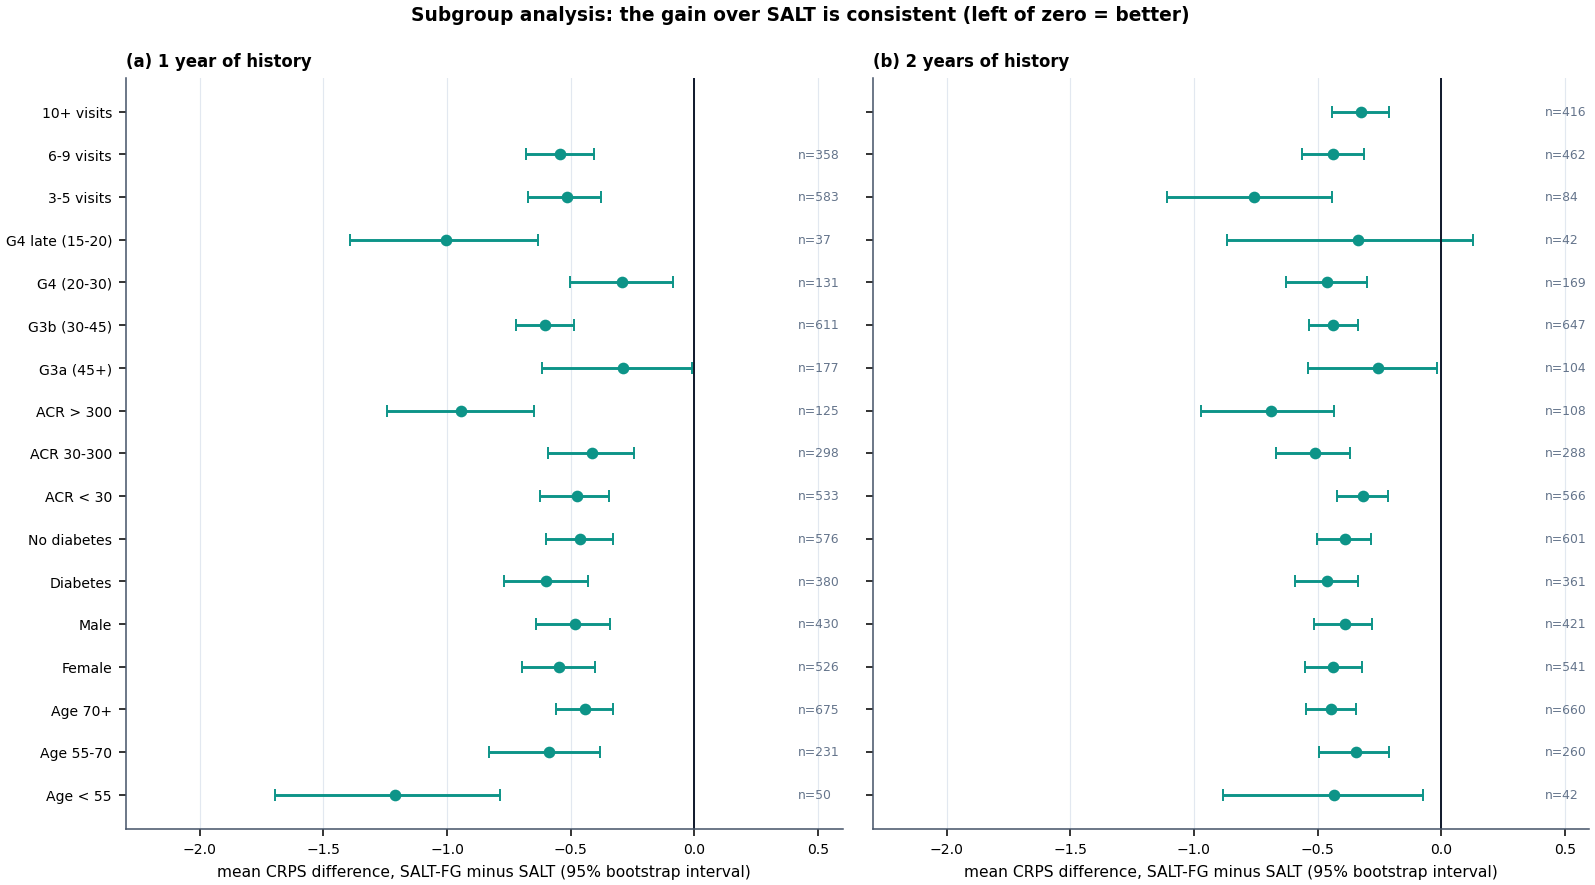 Subgroup analysis: the gain over SALT is consistent (left of zero = better)
(a) 1 year of history
(b) 2 years of history
10+ visits
n=416
6-9 visits
n=358
n=462
3-5 visits
n=583
n=84
G4 late (15-20)
n=37
n=42
G4 (20-30)
n=131
n=169
G3b (30-45)
n=611
n=647
G3a (45+)
n=177
n=104
ACR > 300
n=125
n=108
ACR 30-300
n=298
n=288
ACR < 30
n=533
n=566
No diabetes
n=576
n=601
Diabetes
n=380
n=361
Male
n=430
n=421
Female
n=526
n=541
Age 70+
n=675
n=660
Age 55-70
n=231
n=260
Age < 55
n=50
n=42
−2.0 −1.5 −1.0 −0.5 0.0 0.5
−2.0 −1.5 −1.0 −0.5 0.0 0.5
mean CRPS difference, SALT-FG minus SALT (95% bootstrap interval)
mean CRPS difference, SALT-FG minus SALT (95% bootstrap interval)